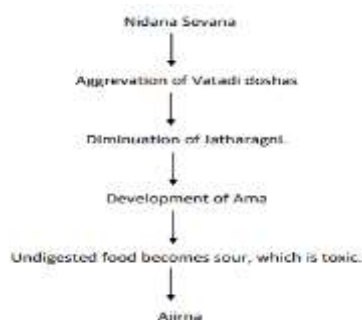 Nidana Sevana
Aggrevation of Vatadi doshas
Diminuation of Jatharagni.
Development of Ama
Undigested food becomes sour, which is toxic.
Ajirna